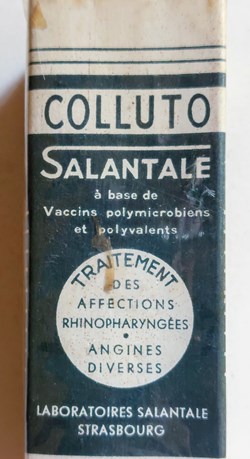 COLLUTO
SALANTALE
à base de
Vaccins polymicrobiens
et polyvalents
TRAITEMENT
DES
AFFECTIONS
RHINOPHARYNGÉES
•
ANGINES
DIVERSES
LABORATOIRES SALANTALE
STRASBOURG